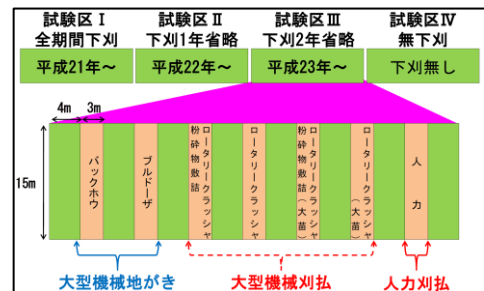 試験区Ⅰ 試験区Ⅱ 試験区Ⅲ 試験区Ⅳ
全期間下刈 下刈1年省略 下刈2年省略 無下刈
平成21年～ 平成22年～ 平成23年～ 下刈無し
4m 3m
15m
バックホウ
ブルドーザ
ロータリークラッシャ
粉砕物敷詰
ロータリークラッシャ
ロータリークラッシャ
粉砕物敷詰(大苗)
ロータリークラッシャ
(大苗)
人力
大型機械地がき 大型機械刈払 人力刈払